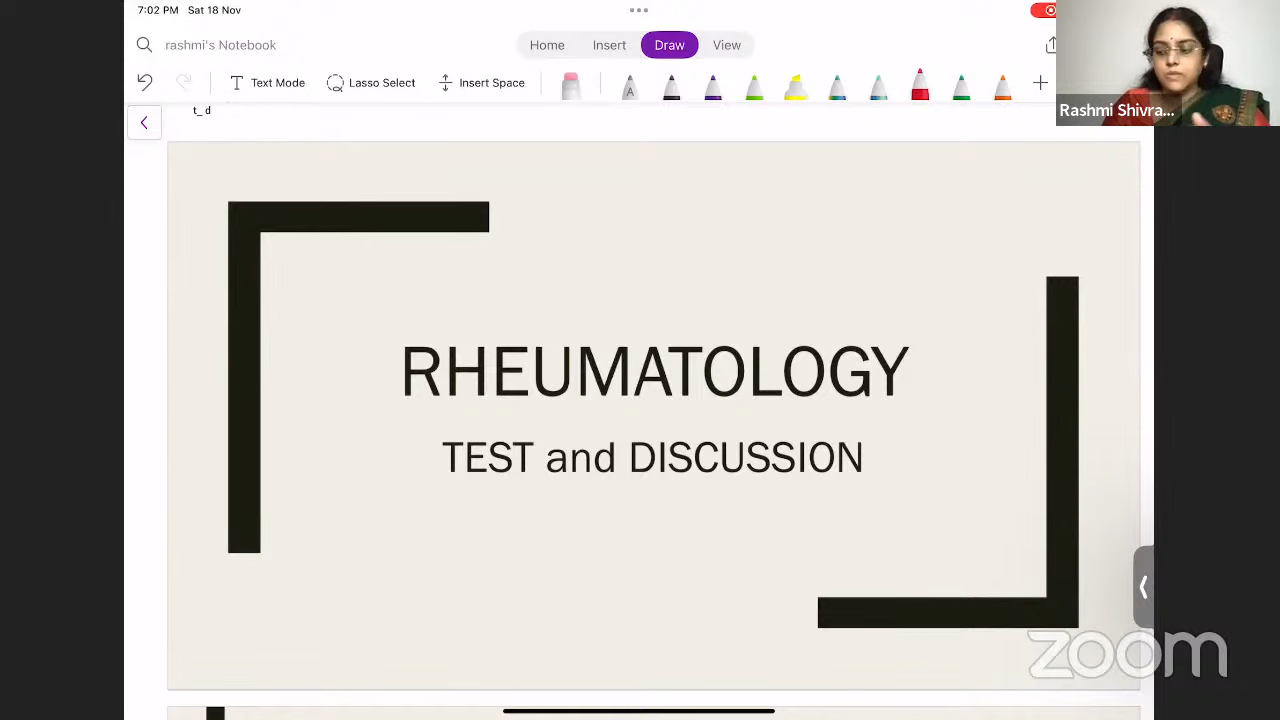 7:02 PM Sat 18 Nov
rashmi's Notebook
Home Insert Draw View
Text Mode Lasso Select Insert Space
A
t_ d
Rashmi Shivra...
RHEUMATOLOGY
TEST and DISCUSSION
zoom